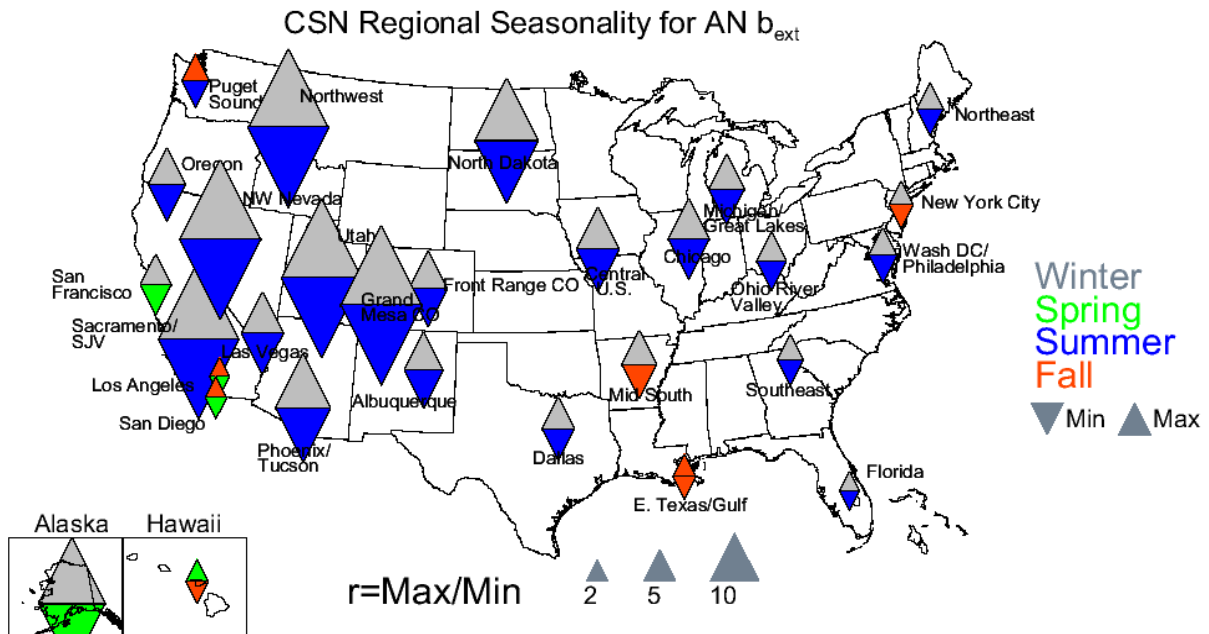 CSN Regional Seasonality for AN bext
Puget
Sound
Northwest
North Dakota
Northeast
Oregon
NW Nevada
Michigan/
Great Lakes
New York City
Utah
Chicago
Wash DC/
Philadelphia
San
Francisco
Grand
Mesa CO
Front Range CO
Central
U.S.
Ohio River
Valley
Sacramento/
SJV
Las Vegas
Los Angeles
San Diego
Albuquerque
Mid South
Southeast
Phoenix/
Tucson
Dallas
E. Texas/Gulf
Florida
Winter
Spring
Summer
Fall
Min Max
Alaska Hawaii
r=Max/Min 2 5 10